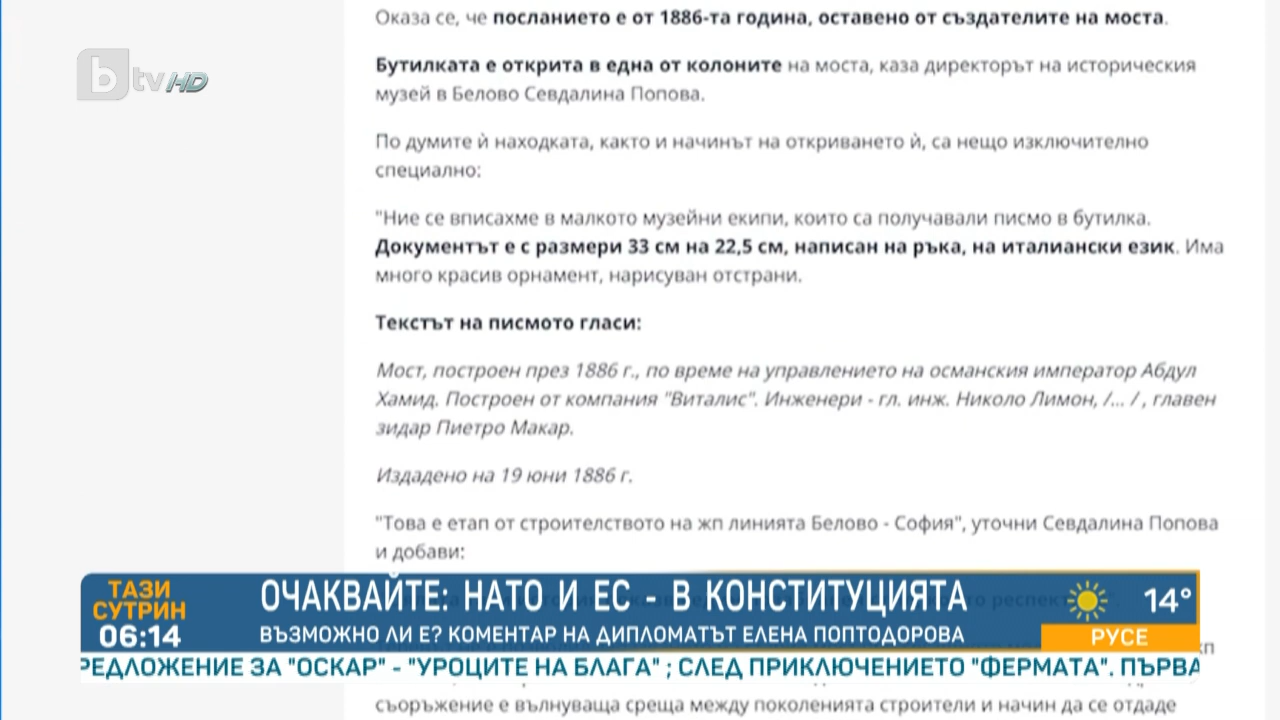 Оказа се, че посланието е от 1886-та година, оставено от създателите на моста.
btv HD
Бутилката е открита в една от колоните на моста, каза директорът на историческия
музей в Белово Севдалина Попова.
По думите ѝ находката, както и начинът на откриването ѝ, са нещо изключително
специално:
"Ние се вписахме в малкото музейни екипи, които са получавали писмо в бутилка.
Документът е с размери 33 см на 22,5 см, написан на ръка, на италиански език. Има
много красив орнамент, нарисуван отстрани.
Текстът на писмото гласи:
Мост, построен през 1886 г., по време на управлението на османския император Абдул
Хамид. Построен от компания "Виталис". Инженери - гл. инж. Николо Лимон, /... / , главен
зидар Пиетро Макар.
Издадено на 19 юни 1886 г.
"Това е етап от строителството на жп линията Белово - София", уточни Севдалина Попова
и добави:
ТАЗИ
СУТРИН
06:14
ОЧАКВАЙТЕ: НАТО И ЕС - В КОНСТИТУЦИЯТА
ВЪЗМОЖНО ЛИ Е? КОМЕНТАР НА ДИПЛОМАТЪТ ЕЛЕНА ПОПТОДОРОВА
14°
РУСЕ
РЕДЛОЖЕНИЕ ЗА "ОСКАР" - "УРОЦИТЕ НА БЛАГА" ; СЛЕД ПРИКЛЮЧЕНИЕТО "ФЕРМАТА". ПЪРВА
съоръжение е вълнуваща среща между поколенията строители и начин да се отдаде